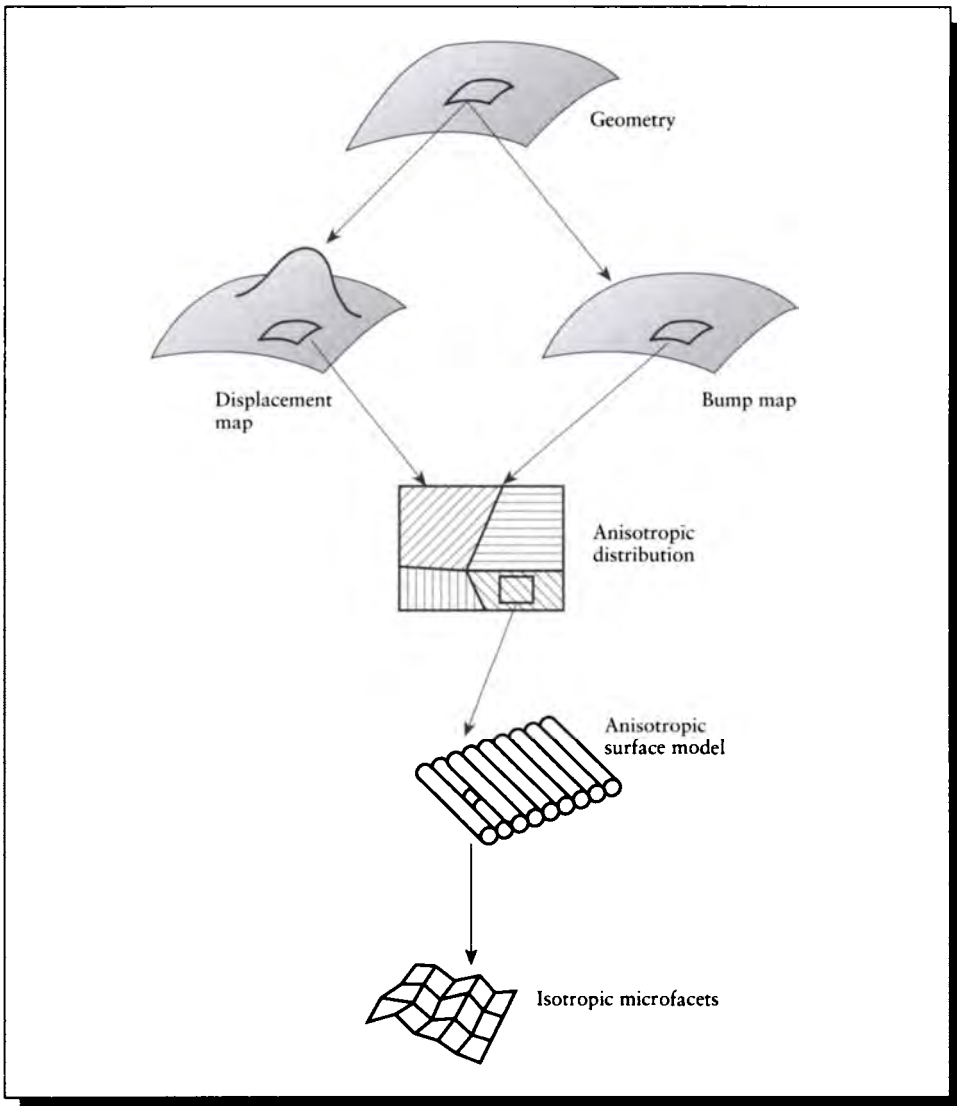 Geometry
Displacement
map
Bump map
Anisotropic
distribution
Anisotropic
surface model
Isotropic microfacets